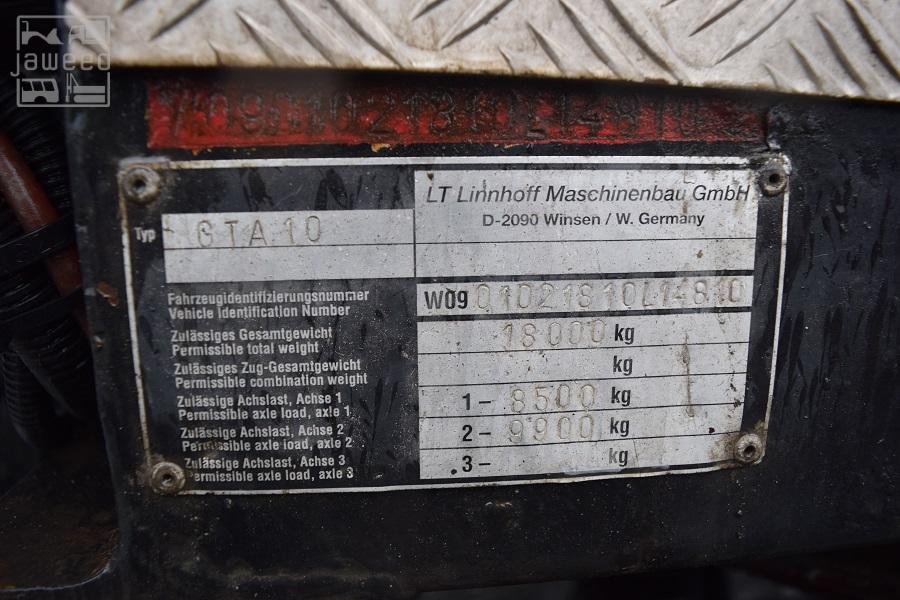 jaweed
LT Linnhoff Maschinenbau GmbH
D-2090 Winsen / W. Germany
Typ GTA 10
Fahrzeugidentifizierungsnummer
Vehicle Identification Number
W09 01021810L14810
Zulässiges Gesamtgewicht
Permissible total weight
18000 kg
Zulässiges Zug-Gesamtgewicht
Permissible combination weight
kg
Zulässige Achslast, Achse 1
Permissible axle load, axle 1
1 – 8500 kg
Zulässige Achslast, Achse 2
Permissible axle load, axle 2
2 – 9900 kg
Zulässige Achslast, Achse 3
Permissible axle load, axle 3
.3 – kg